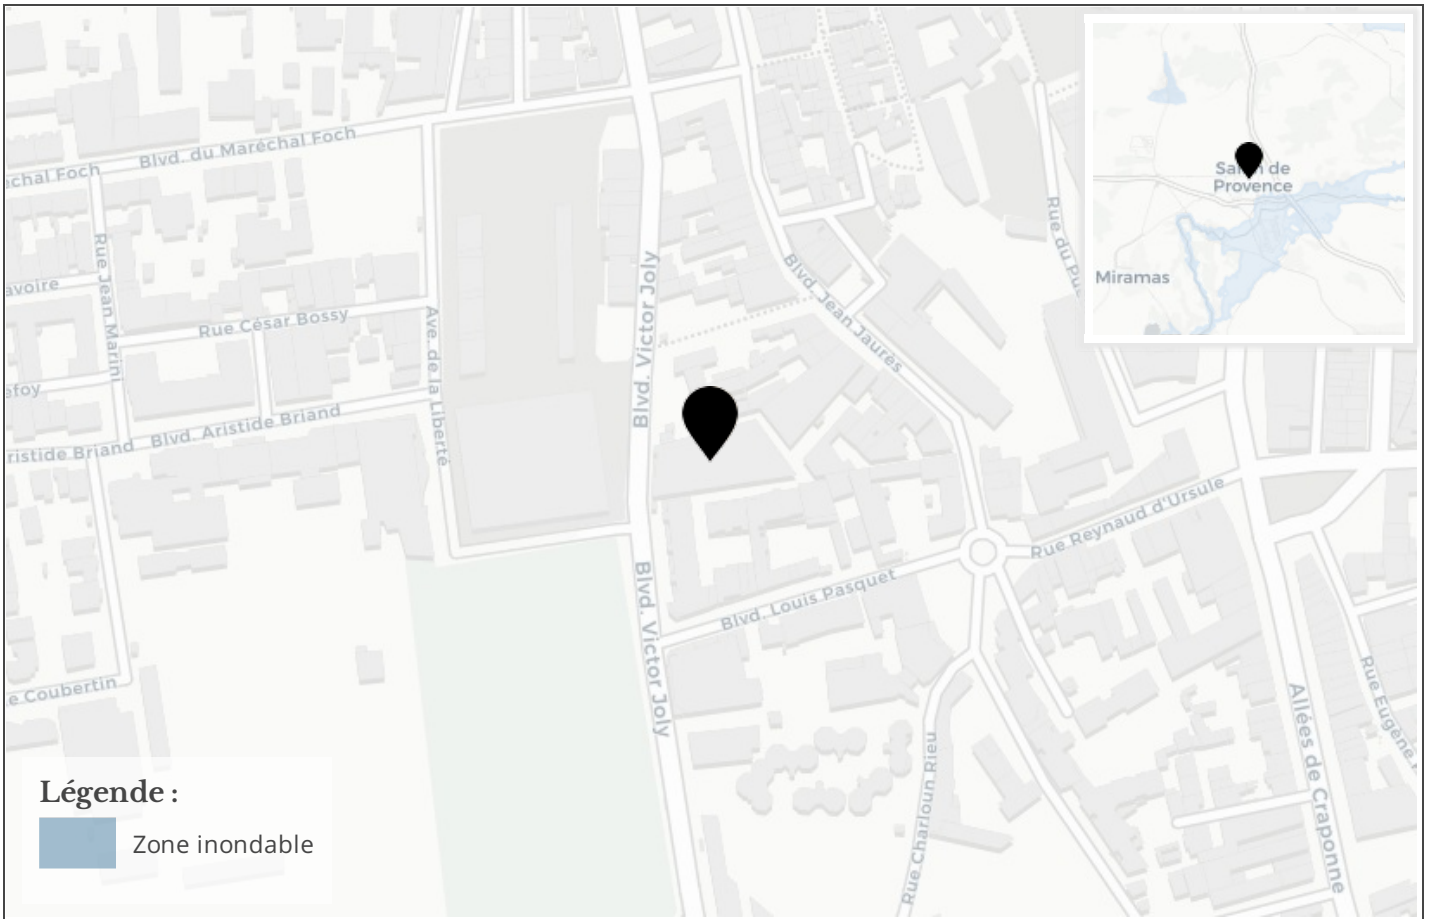 Blvd. du Maréchal Foch
échal Foch
Rue Jean Marini
avoire
Rue César Bossy
Ave. de la Liberté
efoy
Blvd. Aristide Briand
ristide Briand
Blvd. Victor Joly
Blvd. Jean Jaurès
Rue du Pu
Salon de
Provence
Miramas
Rue Reynaud d'Ursule
Blvd. Louis Pasquet
Blvd. Victor Joly
e Coubertin
Rue Charloun Rieu
Allées de Craponne
Rue Eugène
Légende :
Zone inondable